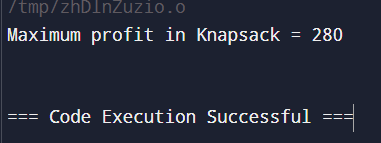 /tmp/zhDlnZuzio.o
Maximum profit in Knapsack = 280
=== Code Execution Successful ===